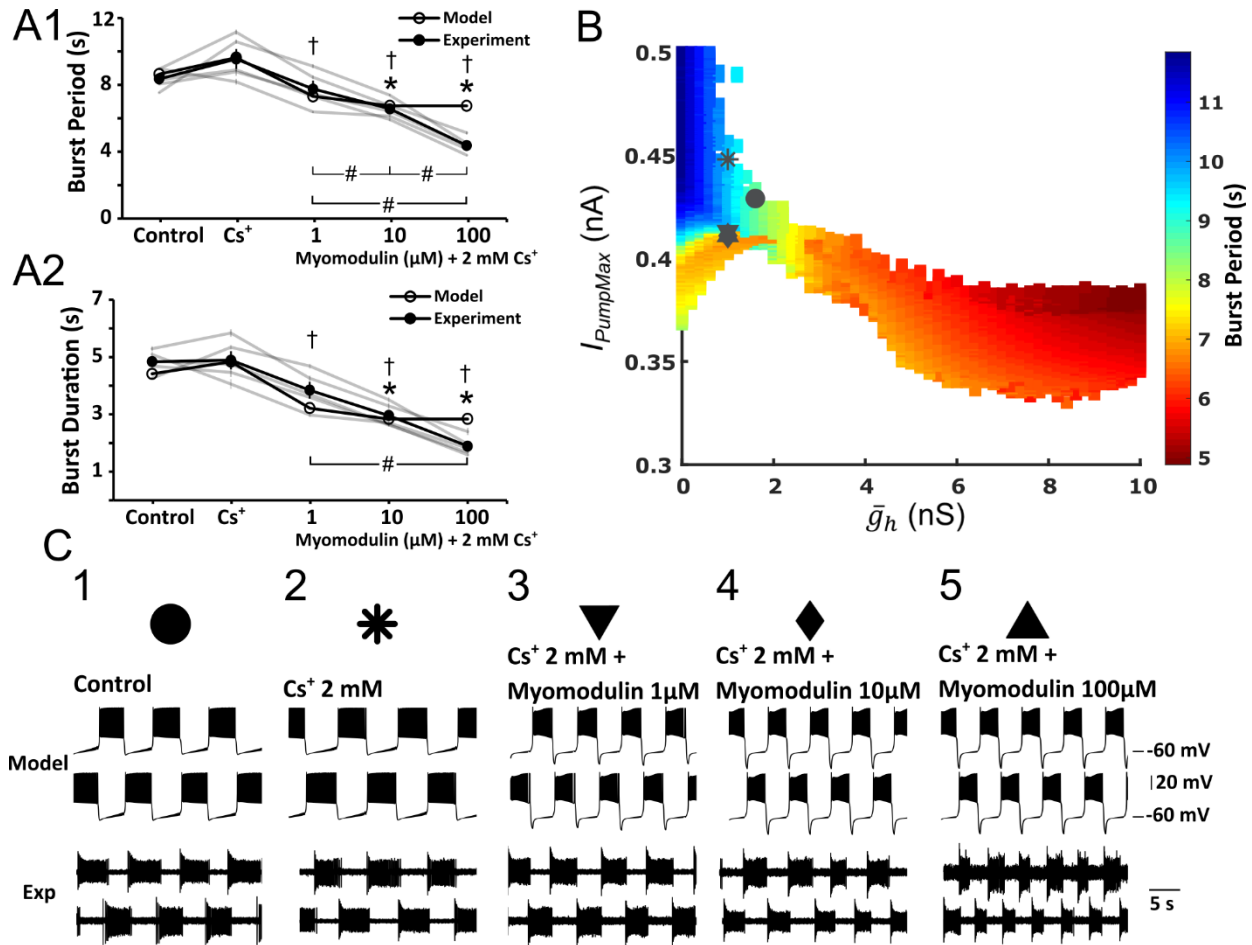 A1
Burst Period (s)
12
8
4
0
Model
Experiment
†
†
*
†
*
#
#
#
Control
Cs⁺
1
10
100
Myomodulin (µM) + 2 mM Cs⁺
A2
Burst Duration (s)
7
5
3
1
Model
Experiment
†
†
*
†
*
#
Control
Cs⁺
1
10
100
Myomodulin (µM) + 2 mM Cs⁺
B
I_PumpMax (nA)
0.5
0.45
0.4
0.35
0.3
0
2
4
6
8
10
ḡ_h (nS)
11
10
9
8
7
6
5
Burst Period (s)
C
1
2
3
4
5
Control
Cs⁺ 2 mM
Cs⁺ 2 mM +
Myomodulin 1µM
Cs⁺ 2 mM +
Myomodulin 10µM
Cs⁺ 2 mM +
Myomodulin 100µM
Model
-60 mV
20 mV
-60 mV
Exp
5 s